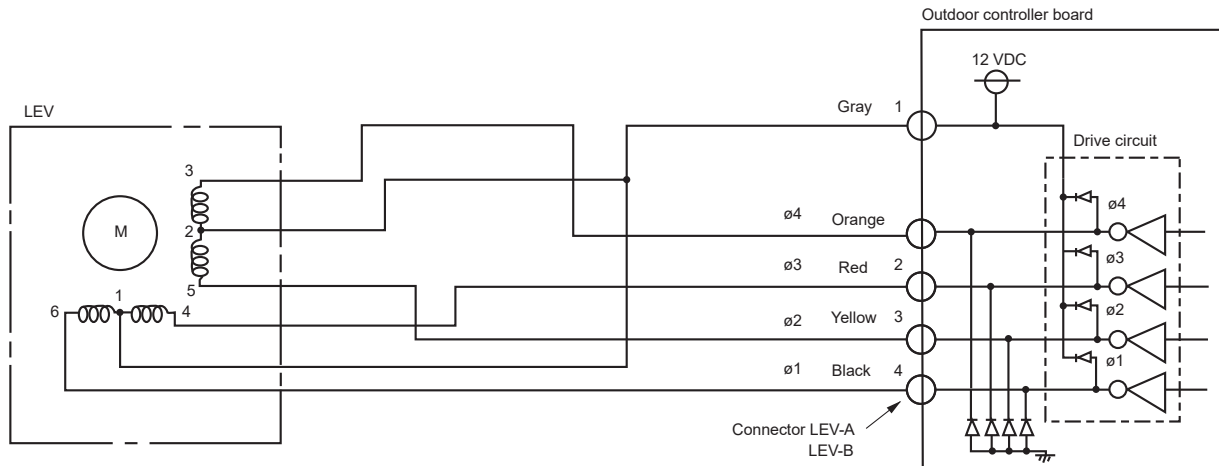 Outdoor controller board
12 VDC
LEV
Gray 1
Drive circuit
3
ø4
ø4 Orange
M
2
ø3
ø3 Red 2
5
ø2
6 1 4
ø2 Yellow 3
ø1
ø1 Black 4
Connector LEV-A
LEV-B